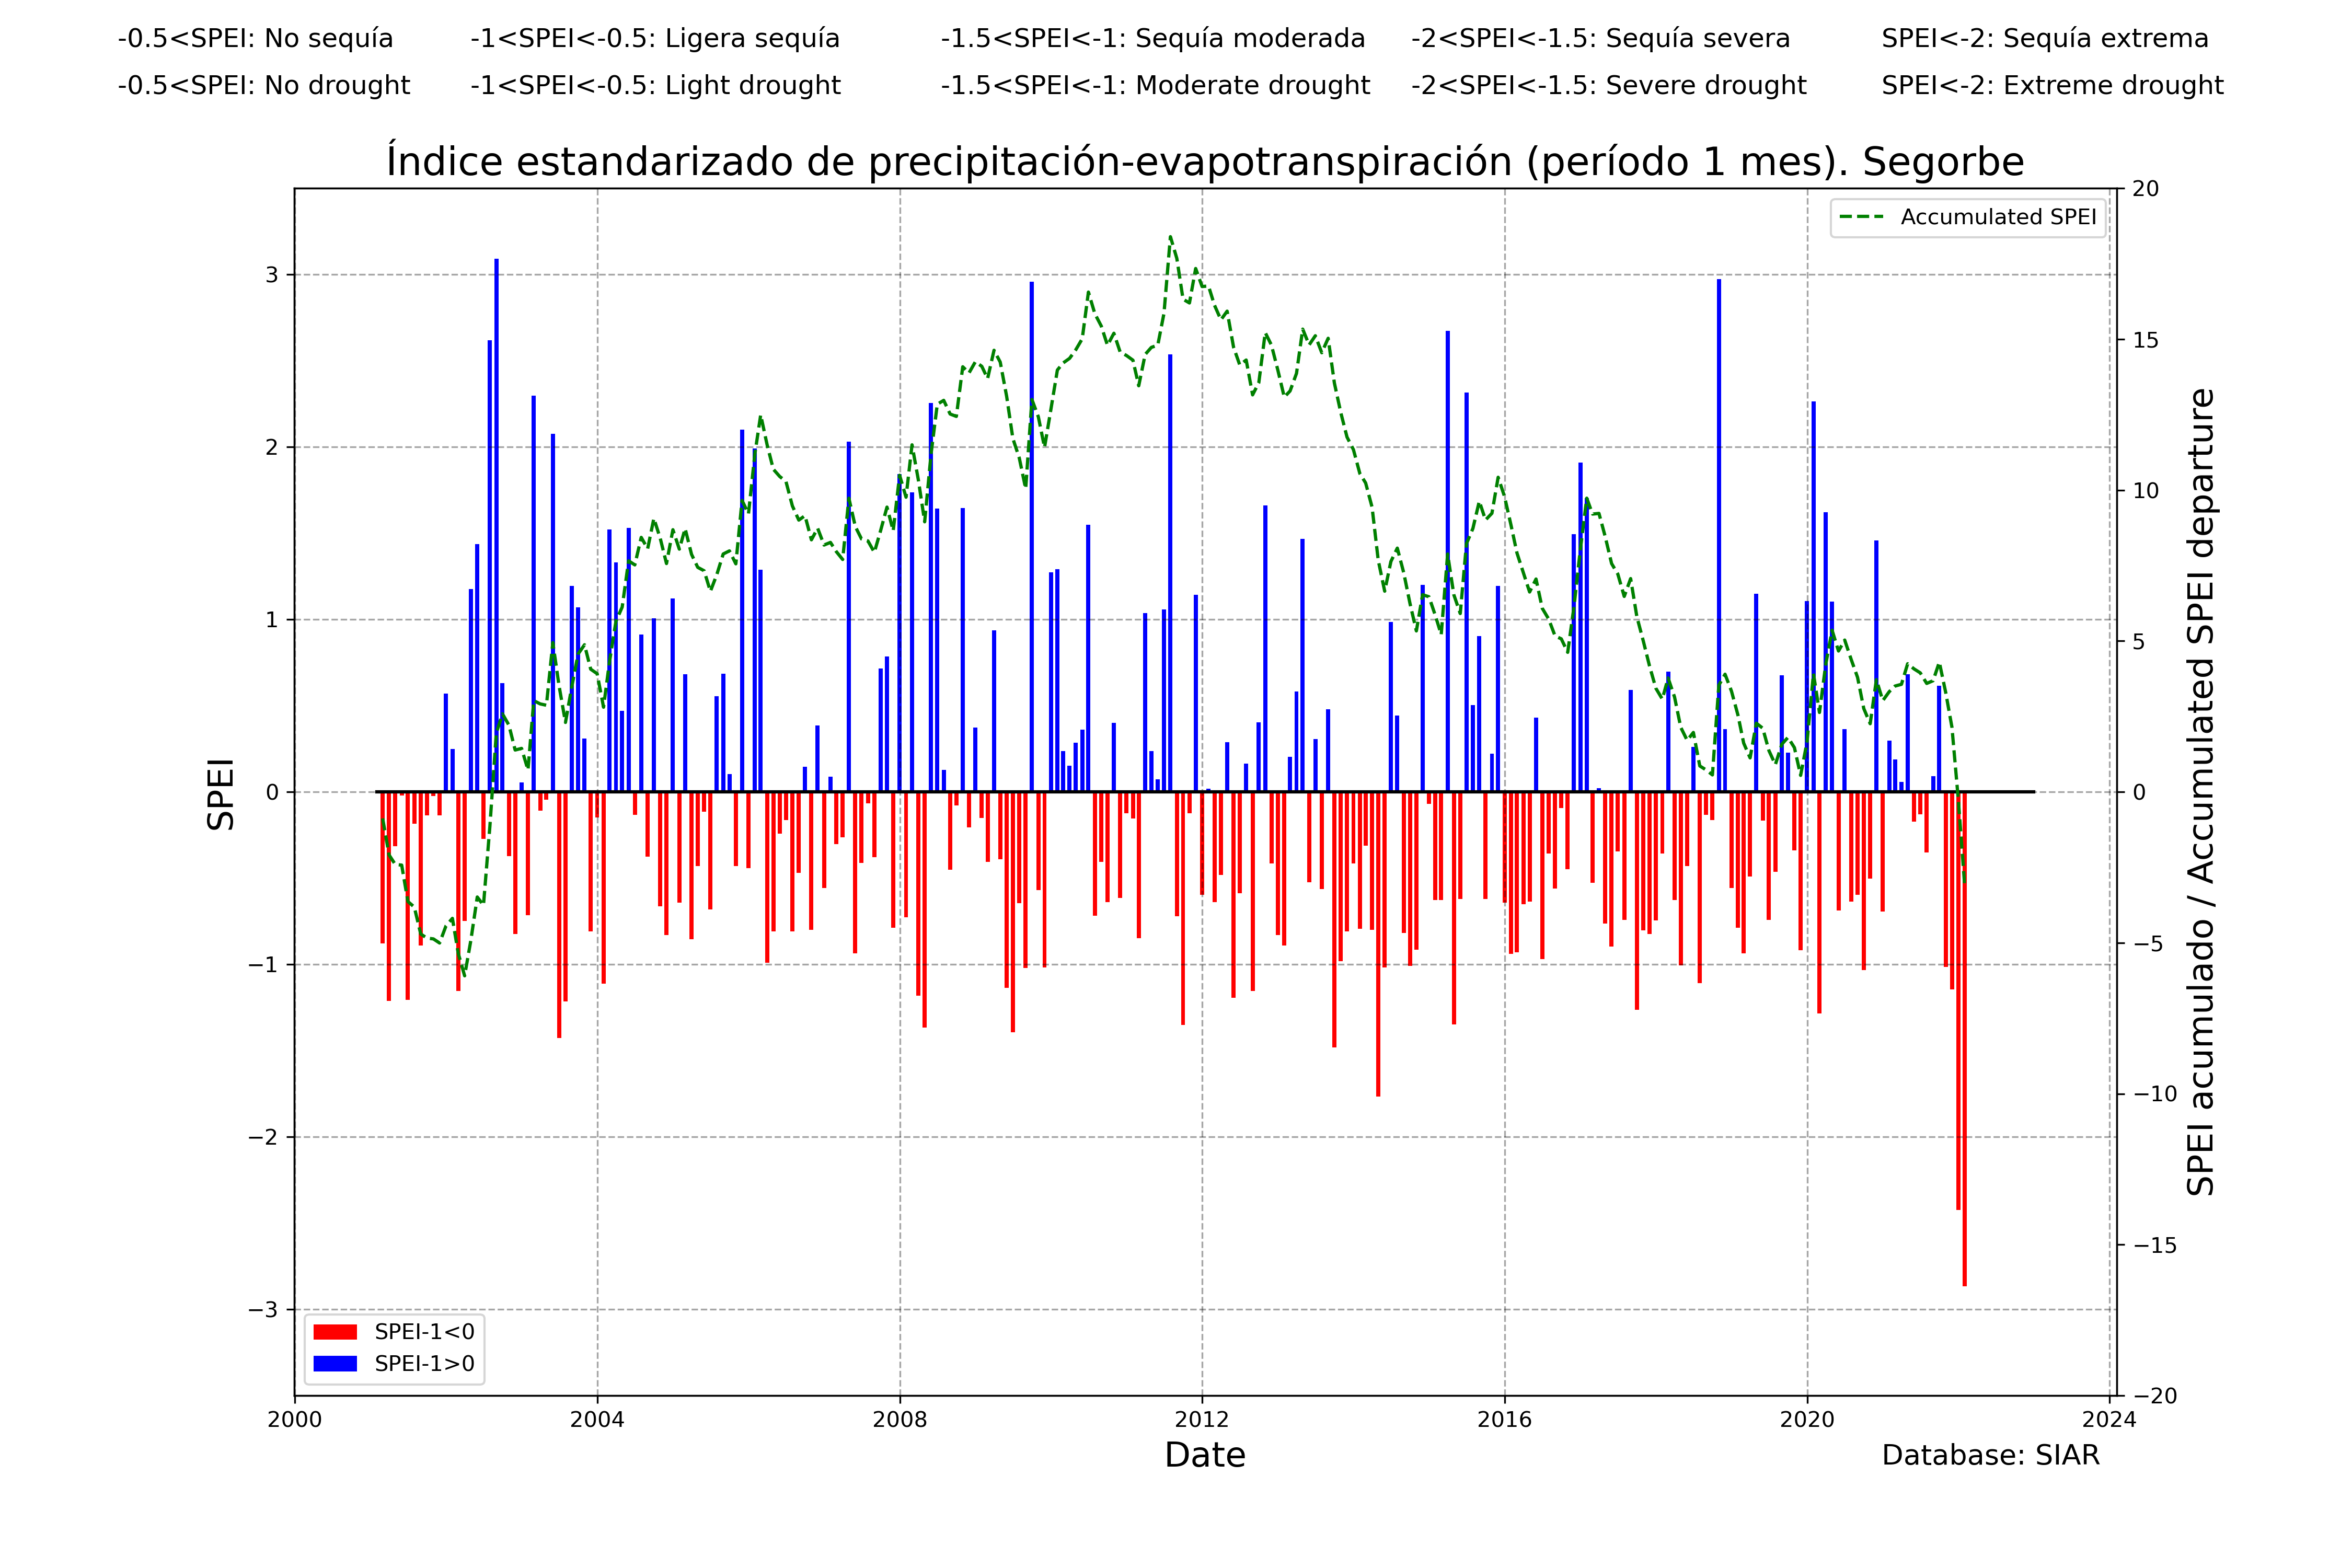 -0.5<SPEI: No sequía -1<SPEI<-0.5: Ligera sequía -1.5<SPEI<-1: Sequía moderada -2<SPEI<-1.5: Sequía severa SPEI<-2: Sequía extrema
-0.5<SPEI: No drought -1<SPEI<-0.5: Light drought -1.5<SPEI<-1: Moderate drought -2<SPEI<-1.5: Severe drought SPEI<-2: Extreme drought
Índice estandarizado de precipitación-evapotranspiración (período 1 mes). Segorbe
Accumulated SPEI
3
2
1
0
−1
−2
−3
SPEI
20
15
10
5
0
−5
−10
−15
−20
SPEI acumulado / Accumulated SPEI departure
SPEI-1<0
SPEI-1>0
2000 2004 2008 2012 2016 2020 2024
Date
Database: SIAR